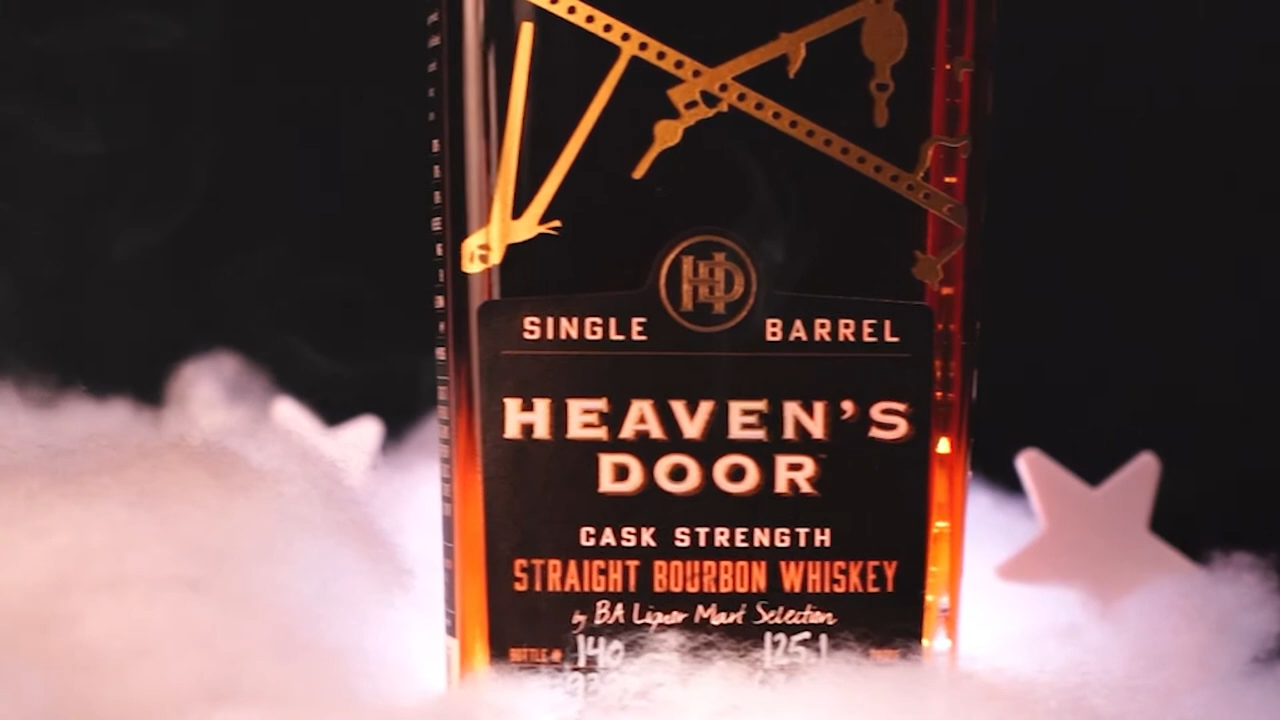 HD
SINGLE BARREL
HEAVEN'S
DOOR
CASK STRENGTH
STRAIGHT BOURBON WHISKEY
by BA Liquor Mart Selection
BOTTLE # 140 125.1